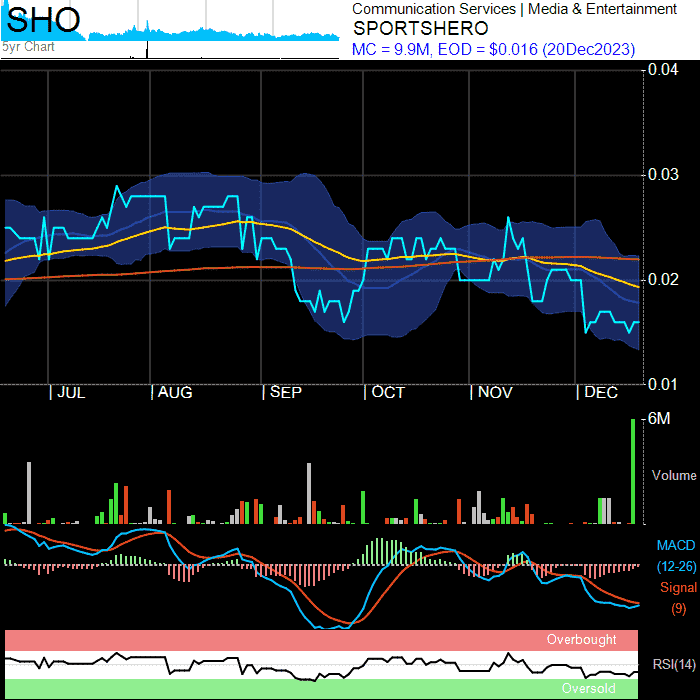 SHO
5yr Chart
Communication Services | Media & Entertainment
SPORTSHERO
MC = 9.9M, EOD = $0.016 (20Dec2023)
0.04
0.03
0.02
0.01
| JUL | AUG | SEP | OCT | NOV | DEC
6M
Volume
MACD
(12-26)
Signal
(9)
Overbought
RSI(14)
Oversold